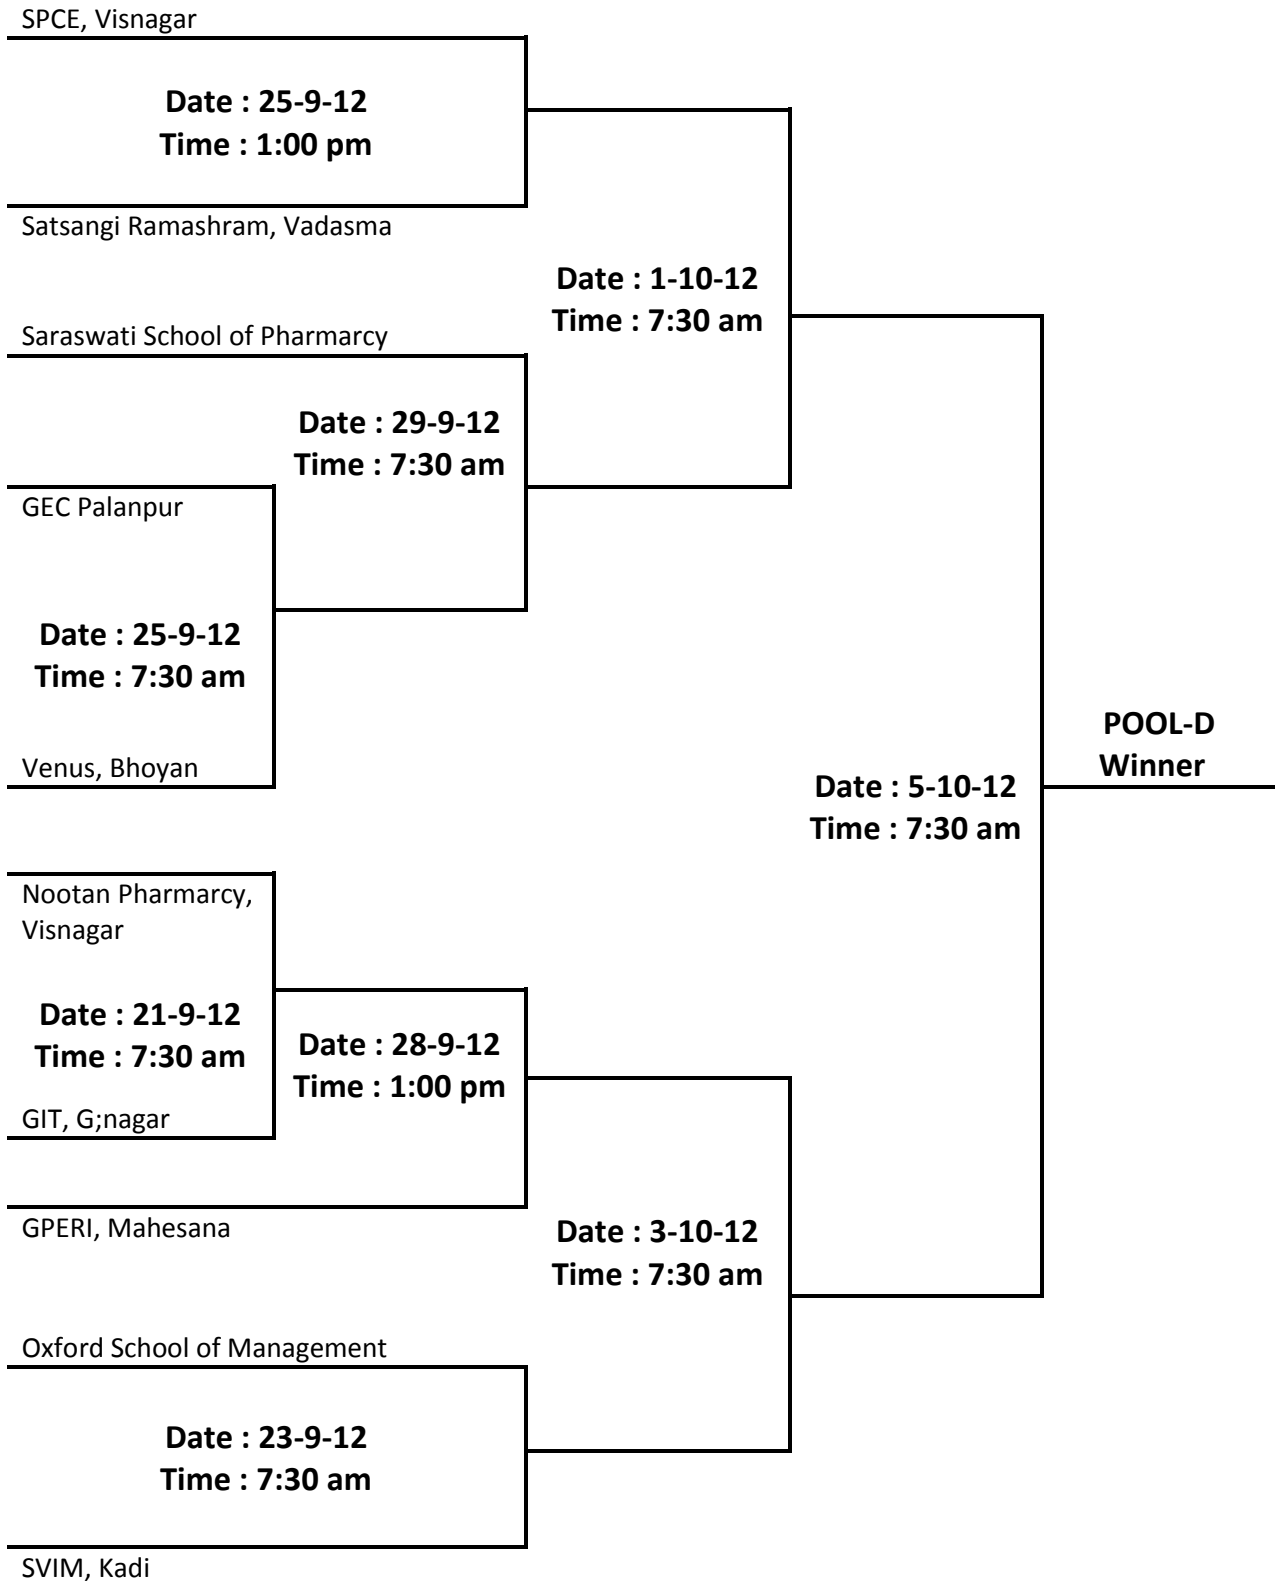 SPCE, Visnagar
Date : 25-9-12
Time : 1:00 pm
Satsangi Ramashram, Vadasma
Date : 1-10-12
Time : 7:30 am
Saraswati School of Pharmarcy
Date : 29-9-12
Time : 7:30 am
GEC Palanpur
Date : 25-9-12
Time : 7:30 am
Venus, Bhoyan
POOL-D
Winner
Date : 5-10-12
Time : 7:30 am
Nootan Pharmarcy,
Visnagar
Date : 21-9-12
Time : 7:30 am
Date : 28-9-12
Time : 1:00 pm
GIT, G;nagar
GPERI, Mahesana
Date : 3-10-12
Time : 7:30 am
Oxford School of Management
Date : 23-9-12
Time : 7:30 am
SVIM, Kadi